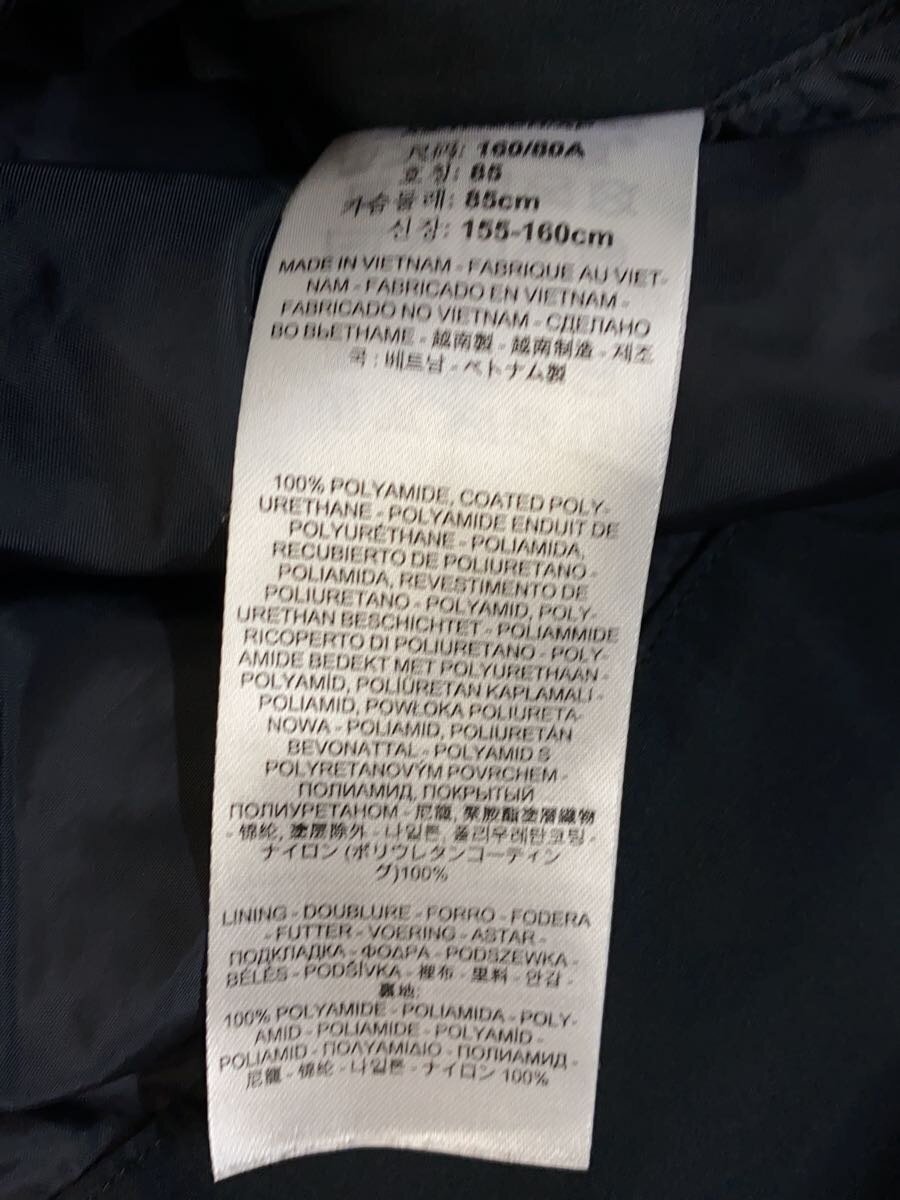 尺码: 160/80A
호칭: 85
가슴둘레: 85cm
신장: 155-160cm
MADE IN VIETNAM - FABRIQUE AU VIET-
NAM - FABRICADO EN VIETNAM -
FABRICADO NO VIETNAM - СДЕЛАНО
ВО ВЬЕТНАМЕ - 越南製 - 越南制造 - 제조
국 : 베트남 - ベトナム製
100% POLYAMIDE, COATED POLY-
URETHANE - POLYAMIDE ENDUIT DE
POLYURÉTHANE - POLIAMIDA,
RECUBIERTO DE POLIURETANO -
POLIAMIDA, REVESTIMENTO DE
POLIURETANO - POLYAMID, POLY-
URETHAN BESCHICHTET - POLIAMMIDE
RICOPERTO DI POLIURETANO - POLY-
AMIDE BEDEKT MET POLYURETHAAN -
POLYAMİD, POLİÜRETAN KAPLAMALI -
POLIAMID, POWŁOKA POLIURETA-
NOWA - POLIAMID, POLIURETÁN
BEVONATTAL - POLYAMID S
POLYRETANOVÝM POVRCHEM -
ПОЛИАМИД, ПОКРЫТЫЙ
ПОЛИУРЕТАНОМ - 尼龍, 聚胺酯塗層織物
- 锦纶, 塗层除外 - 나일론, 폴리우레탄코팅 -
ナイロン (ポリウレタンコーティン
グ)100%
LINING - DOUBLURE - FORRO - FODERA
- FUTTER - VOERING - ASTAR -
ПОДКЛАДКА - ΦΟΔΡΑ - PODSZEWKA -
BÉLÉS - PODŠÍVKA - 裡布 - 里料 - 안감 -
裏地:
100% POLYAMIDE - POLIAMIDA - POLY-
AMID - POLIAMIDE - POLYAMİD -
POLIAMID - ΠΟΛΥΑΜΙΔΙΟ - ПОЛИАМИД -
尼龍 - 锦纶 - 나일론 - ナイロン 100%